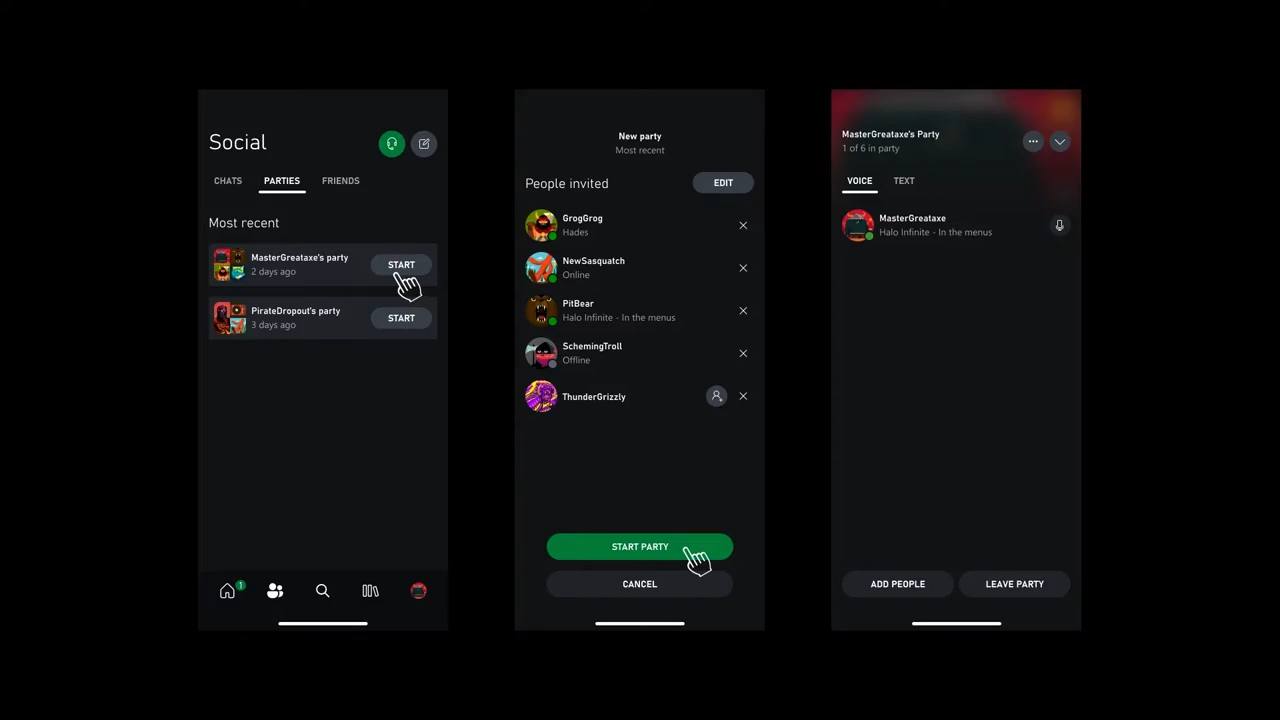 Social
CHATS
PARTIES
FRIENDS
Most recent
MasterGreataxe's party
2 days ago
START
PirateDropout's party
3 days ago
START
1
New party
Most recent
People invited
EDIT
GrogGrog
Hades
NewSasquatch
Online
PitBear
Halo Infinite - In the menus
SchemingTroll
Offline
ThunderGrizzly
START PARTY
CANCEL
MasterGreataxe's Party
1 of 6 in party
VOICE
TEXT
MasterGreataxe
Halo Infinite - In the menus
ADD PEOPLE
LEAVE PARTY